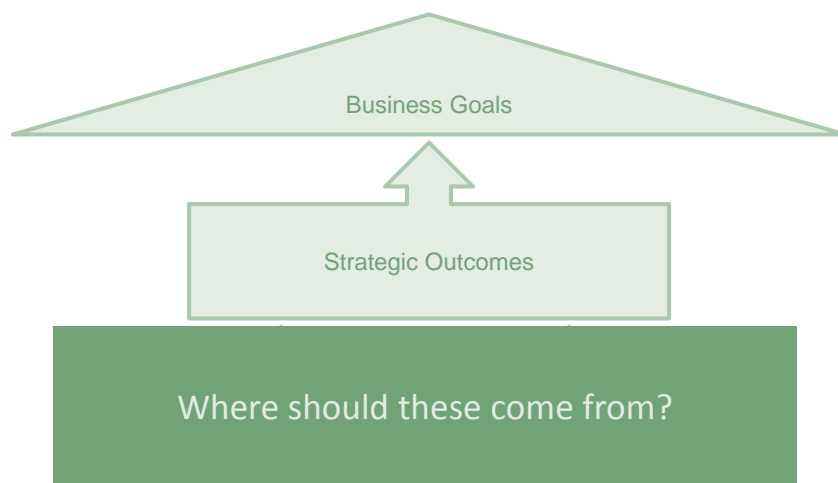 Business Goals
Strategic Outcomes
Where should these come from?